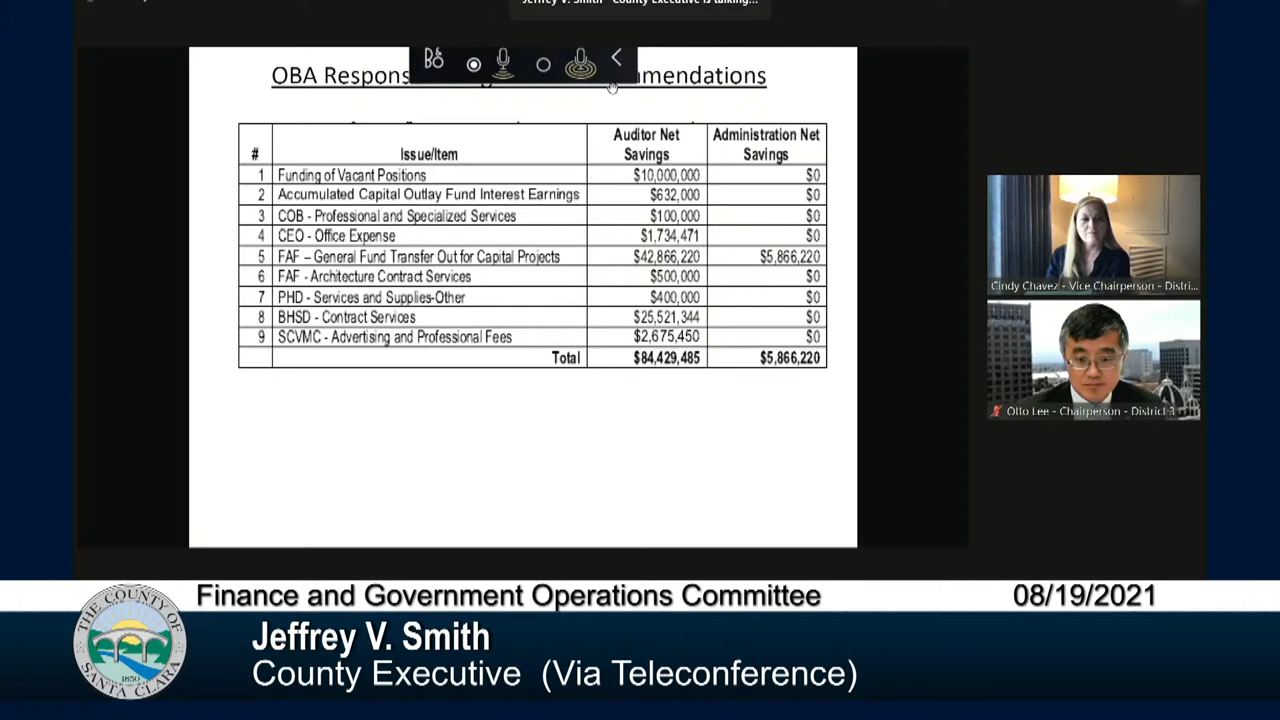 Jeffrey V. Smith - County Executive is talking...
OBA Respons mmendations
# Issue/Item Auditor Net Savings Administration Net Savings
1 Funding of Vacant Positions $10,000,000 $0
2 Accumulated Capital Outlay Fund Interest Earnings $632,000 $0
3 COB - Professional and Specialized Services $100,000 $0
4 CEO - Office Expense $1,734,471 $0
5 FAF – General Fund Transfer Out for Capital Projects $42,866,220 $5,866,220
6 FAF - Architecture Contract Services $500,000 $0
7 PHD - Services and Supplies-Other $400,000 $0
8 BHSD - Contract Services $25,521,344 $0
9 SCVMC - Advertising and Professional Fees $2,675,450 $0
Total $84,429,485 $5,866,220
Cindy Chavez - Vice Chairperson - Distri...
Otto Lee - Chairperson - District 3
Finance and Government Operations Committee 08/19/2021
THE COUNTY OF SANTA CLARA
1850
Jeffrey V. Smith
County Executive (Via Teleconference)